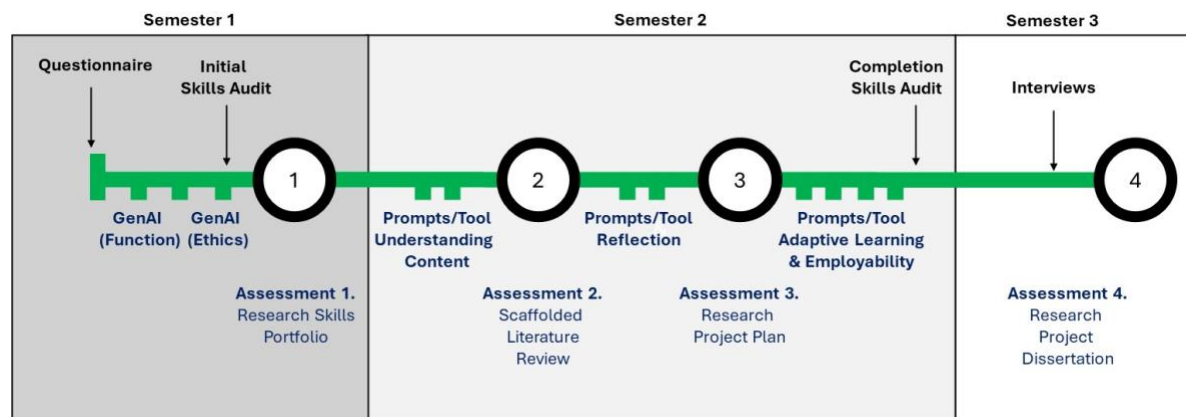 Semester 1
Semester 2
Semester 3
Questionnaire
Initial
Skills Audit
Completion
Skills Audit
Interviews
1
2
3
4
GenAI
(Function)
GenAI
(Ethics)
Prompts/Tool
Understanding
Content
Prompts/Tool
Reflection
Prompts/Tool
Adaptive Learning
& Employability
Assessment 1.
Research Skills
Portfolio
Assessment 2.
Scaffolded
Literature
Review
Assessment 3.
Research
Project Plan
Assessment 4.
Research
Project
Dissertation